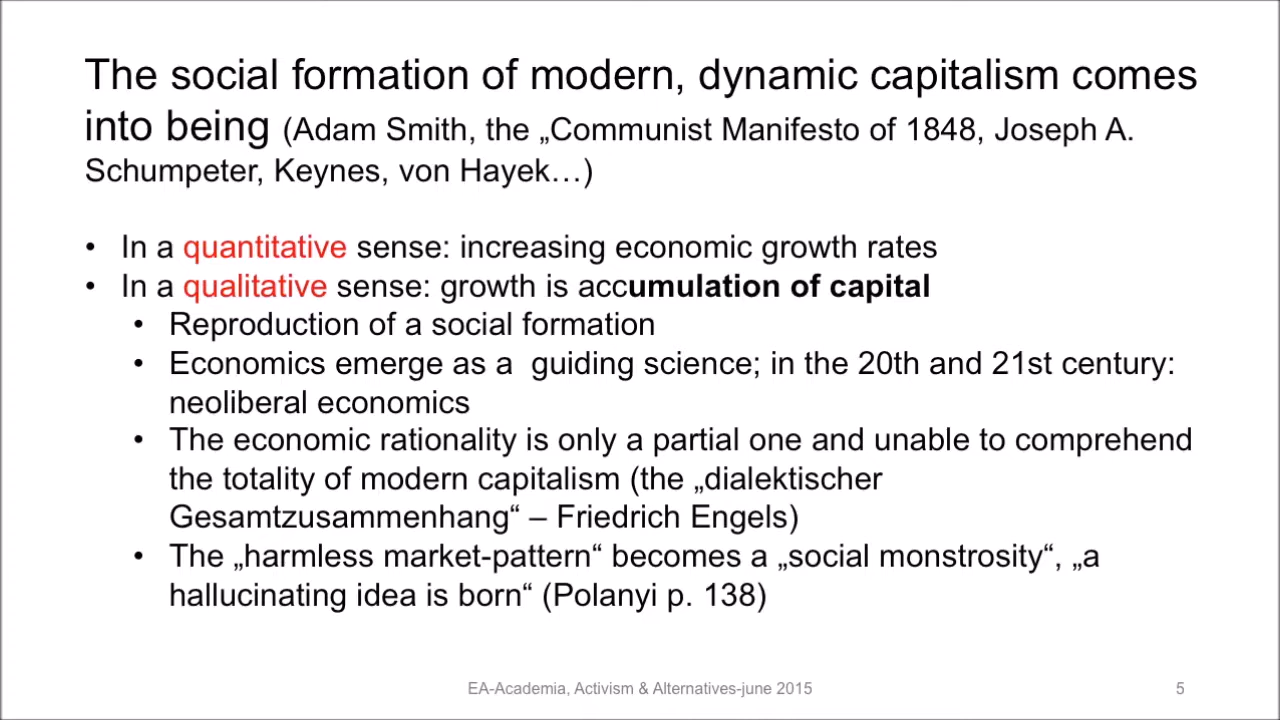 The social formation of modern, dynamic capitalism comes
into being (Adam Smith, the „Communist Manifesto of 1848, Joseph A.
Schumpeter, Keynes, von Hayek…)
• In a quantitative sense: increasing economic growth rates
• In a qualitative sense: growth is accumulation of capital
• Reproduction of a social formation
• Economics emerge as a  guiding science; in the 20th and 21st century:
neoliberal economics
• The economic rationality is only a partial one and unable to comprehend
the totality of modern capitalism (the „dialektischer
Gesamtzusammenhang“ – Friedrich Engels)
• The „harmless market-pattern“ becomes a „social monstrosity“, „a
hallucinating idea is born“ (Polanyi p. 138)
EA-Academia, Activism & Alternatives-june 2015
5